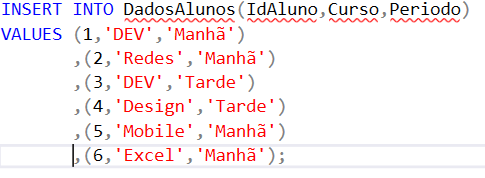 INSERT INTO DadosAlunos(IdAluno,Curso,Periodo)
VALUES (1,'DEV','Manhã')
,(2,'Redes','Manhã')
,(3,'DEV','Tarde')
,(4,'Design','Tarde')
,(5,'Mobile','Manhã')
,(6,'Excel','Manhã');